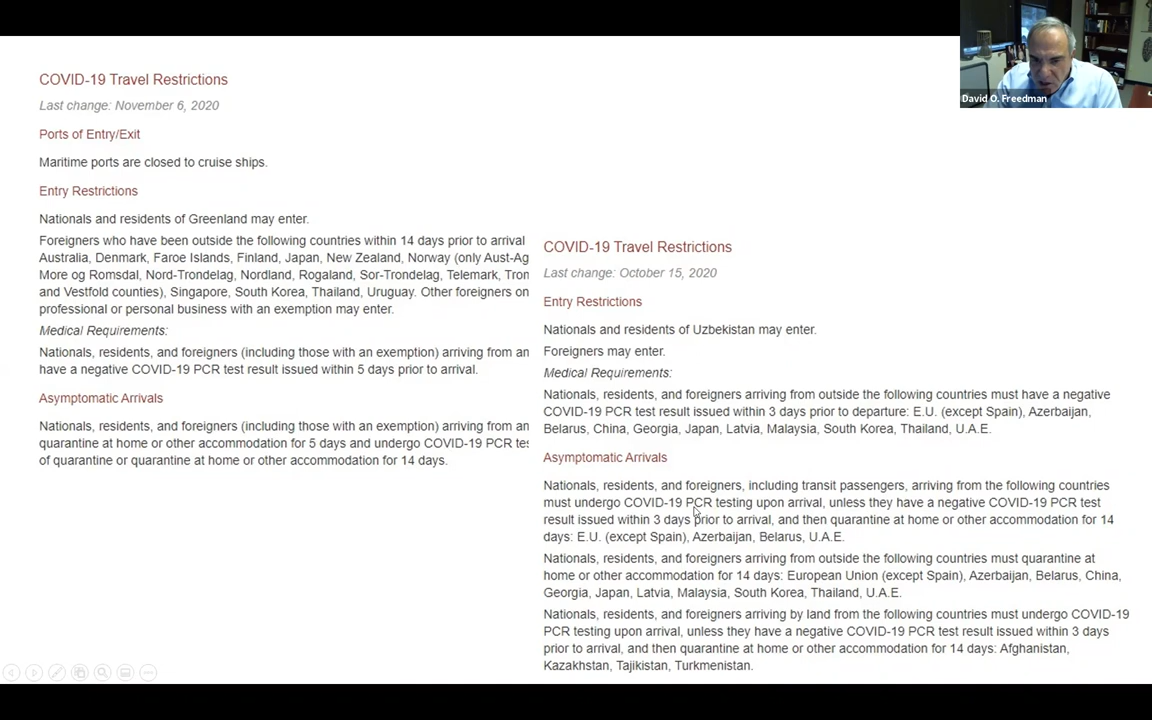 David O. Freedman
COVID-19 Travel Restrictions
Last change: November 6, 2020
Ports of Entry/Exit
Maritime ports are closed to cruise ships.
Entry Restrictions
Nationals and residents of Greenland may enter.
Foreigners who have been outside the following countries within 14 days prior to arrival
Australia, Denmark, Faroe Islands, Finland, Japan, New Zealand, Norway (only Aust-Ag
More og Romsdal, Nord-Trondelag, Nordland, Rogaland, Sor-Trondelag, Telemark, Tron
and Vestfold counties), Singapore, South Korea, Thailand, Uruguay. Other foreigners on
professional or personal business with an exemption may enter.
Medical Requirements:
Nationals, residents, and foreigners (including those with an exemption) arriving from an
have a negative COVID-19 PCR test result issued within 5 days prior to arrival.
Asymptomatic Arrivals
Nationals, residents, and foreigners (including those with an exemption) arriving from an
quarantine at home or other accommodation for 5 days and undergo COVID-19 PCR tes
of quarantine or quarantine at home or other accommodation for 14 days.
COVID-19 Travel Restrictions
Last change: October 15, 2020
Entry Restrictions
Nationals and residents of Uzbekistan may enter.
Foreigners may enter.
Medical Requirements:
Nationals, residents, and foreigners arriving from outside the following countries must have a negative
COVID-19 PCR test result issued within 3 days prior to departure: E.U. (except Spain), Azerbaijan,
Belarus, China, Georgia, Japan, Latvia, Malaysia, South Korea, Thailand, U.A.E.
Asymptomatic Arrivals
Nationals, residents, and foreigners, including transit passengers, arriving from the following countries
must undergo COVID-19 PCR testing upon arrival, unless they have a negative COVID-19 PCR test
result issued within 3 days prior to arrival, and then quarantine at home or other accommodation for 14
days: E.U. (except Spain), Azerbaijan, Belarus, U.A.E.
Nationals, residents, and foreigners arriving from outside the following countries must quarantine at
home or other accommodation for 14 days: European Union (except Spain), Azerbaijan, Belarus, China,
Georgia, Japan, Latvia, Malaysia, South Korea, Thailand, U.A.E.
Nationals, residents, and foreigners arriving by land from the following countries must undergo COVID-19
PCR testing upon arrival, unless they have a negative COVID-19 PCR test result issued within 3 days
prior to arrival, and then quarantine at home or other accommodation for 14 days: Afghanistan,
Kazakhstan, Tajikistan, Turkmenistan.